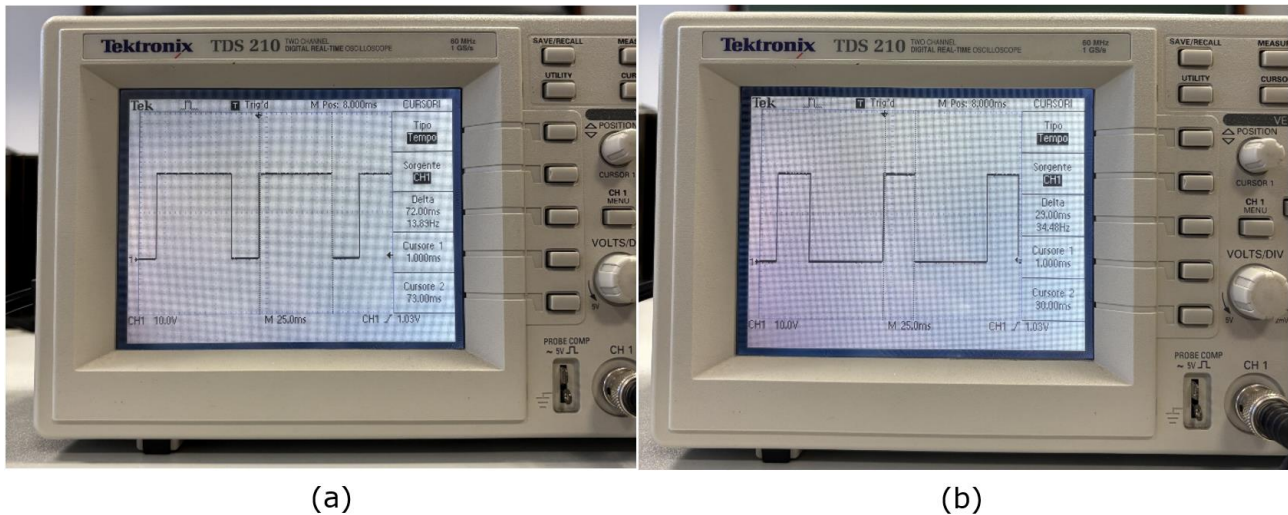 Tektronix TDS 210 TWO CHANNEL DIGITAL REAL-TIME OSCILLOSCOPE
60 MHz
1 GS/s
SAVE/RECALL
UTILITY
Tek T Trig'd M Pos: 8.000ms CURSORI
Tipo
Tempo
Sorgente
CH1
Delta
72.00ms
13.89Hz
Cursore 1
1.000ms
Cursore 2
73.00ms
CH1 10.0V M 25.0ms CH1 1.03V
POSITION
CURSOR 1
CH 1
MENU
VOLTS/D
5V
PROBE COMP
~ 5V
CH 1
(a)
Tektronix TDS 210 TWO CHANNEL DIGITAL REAL-TIME OSCILLOSCOPE
60 MHz
1 GS/s
SAVE/RECALL MEASU
UTILITY CURSO
Tek T Trig'd M Pos: 8.000ms CURSORI
Tipo
Tempo
Sorgente
CH1
Delta
29.00ms
34.48Hz
Cursore 1
1.000ms
Cursore 2
30.00ms
CH1 10.0V M 25.0ms CH1 1.03V
VE
POSITION
CURSOR 1
CH 1
MENU
VOLTS/DIV
5V
PROBE COMP
~ 5V
CH 1
(b)